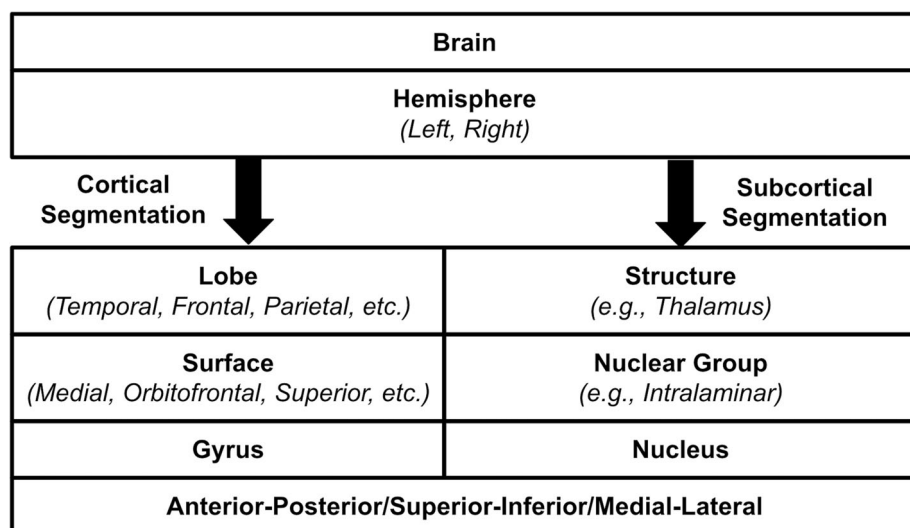 Brain
Hemisphere
(Left, Right)
Cortical
Segmentation
Subcortical
Segmentation
Lobe
(Temporal, Frontal, Parietal, etc.)
Structure
(e.g., Thalamus)
Surface
(Medial, Orbitofrontal, Superior, etc.)
Nuclear Group
(e.g., Intralaminar)
Gyrus
Nucleus
Anterior-Posterior/Superior-Inferior/Medial-Lateral